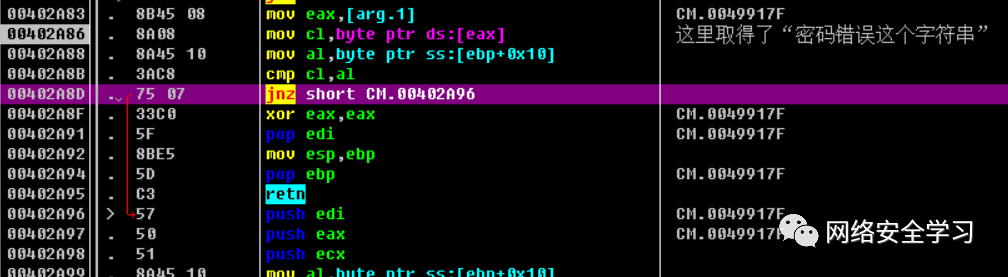 00402A83 . 8B45 08 mov eax,[arg.1] CM.0049917F
00402A86 . 8A08 mov cl,byte ptr ds:[eax] 这里取得了“密码错误这个字符串”
00402A88 . 8A45 10 mov al,byte ptr ss:[ebp+0x10]
00402A8B . 3AC8 cmp cl,al
00402A8D . 75 07 jnz short CM.00402A96
00402A8F . 33C0 xor eax,eax CM.0049917F
00402A91 . 5F pop edi CM.0049917F
00402A92 . 8BE5 mov esp,ebp
00402A94 . 5D pop ebp CM.0049917F
00402A95 . C3 retn
00402A96 > 57 push edi CM.0049917F
00402A97 . 50 push eax CM.0049917F
00402A98 . 51 push ecx
00402A99 . 8A45 10 mov al,byte ptr ss:[ebp+0x10]
网络安全学习